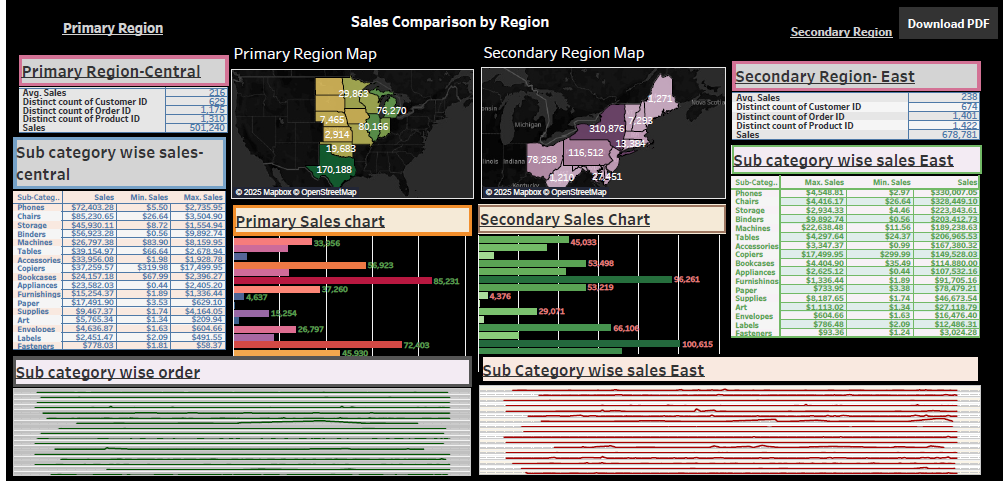 Sales Comparison by Region
Primary Region
Secondary Region
Download PDF
Primary Region Map
Secondary Region Map
Primary Region-Central
Avg. Sales 216
Distinct count of Customer ID 629
Distinct count of Order ID 1,175
Distinct count of Product ID 1,310
Sales 501,240
29,863
76,270
7,465
80,166
2,914
19,683
170,188
© 2025 Mapbox © OpenStreetMap
1,271
Nova Scotia
Michigan
310,876
7,293
13,384
Illinois Indiana
78,258
116,512
1,210
27,451
Kentucky
© 2025 Mapbox © OpenStreetMap
Secondary Region- East
Avg. Sales 238
Distinct count of Customer ID 674
Distinct count of Order ID 1,401
Distinct count of Product ID 1,422
Sales 678,781
Sub category wise sales-
central
Sub-Categ.. Sales Min. Sales Max. Sales
Phones $72,403.28 $5.50 $2,735.95
Chairs $85,230.65 $26.64 $3,504.90
Storage $45,930.11 $8.72 $1,554.94
Binders $56,923.28 $0.56 $9,892.74
Machines $26,797.38 $83.90 $8,159.95
Tables $39,154.97 $66.64 $2,678.94
Accessories $33,956.08 $1.98 $1,928.78
Copiers $37,259.57 $319.98 $17,499.95
Bookcases $24,157.18 $67.99 $2,396.27
Appliances $23,582.03 $0.44 $2,405.20
Furnishings $15,254.37 $1.89 $1,336.44
Paper $17,491.90 $3.53 $629.10
Supplies $9,467.37 $1.74 $4,164.05
Art $5,765.34 $1.34 $209.94
Envelopes $4,636.87 $1.63 $604.66
Labels $2,451.47 $2.09 $491.55
Fasteners $778.03 $1.81 $58.37
Primary Sales chart
33,956
56,923
85,231
37,260
4,637
15,254
26,797
72,403
45,930
Secondary Sales Chart
45,033
53,498
96,261
53,219
4,376
29,071
66,106
100,615
Sub category wise sales East
Sub-Categ.. Max. Sales Min. Sales Sales
Phones $4,548.81 $2.97 $330,007.05
Chairs $4,416.17 $26.64 $328,449.10
Storage $2,934.33 $4.46 $223,843.61
Binders $9,892.74 $0.56 $203,412.73
Machines $22,638.48 $11.56 $189,238.63
Tables $4,297.64 $24.37 $206,965.53
Accessories $3,347.37 $0.99 $167,380.32
Copiers $17,499.95 $299.99 $149,528.03
Bookcases $4,404.90 $35.49 $114,880.00
Appliances $2,625.12 $0.44 $107,532.16
Furnishings $1,336.44 $1.89 $91,705.16
Paper $733.95 $3.38 $78,479.21
Supplies $8,187.65 $1.74 $46,673.54
Art $1,113.02 $1.34 $27,118.79
Envelopes $604.66 $1.63 $16,476.40
Labels $786.48 $2.09 $12,486.31
Fasteners $93.36 $1.24 $3,024.28
Sub category wise order
Sub Category wise sales East